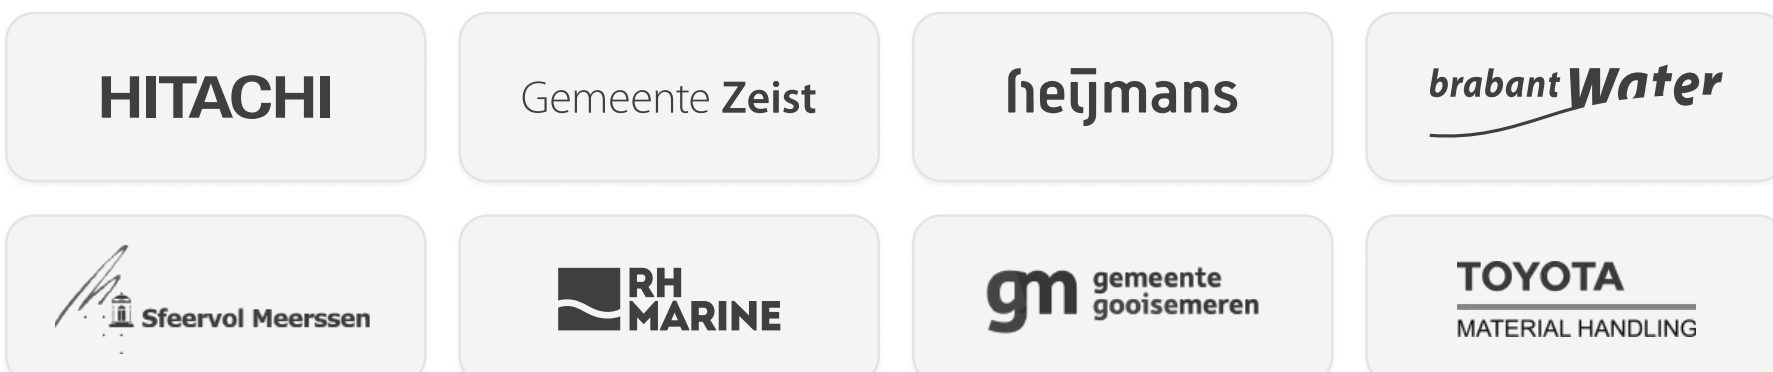 HITACHI
Gemeente Zeist
heijmans
brabant Water
Sfeervol Meerssen
RH
MARINE
gm
gemeente
gooisemeren
TOYOTA
MATERIAL HANDLING